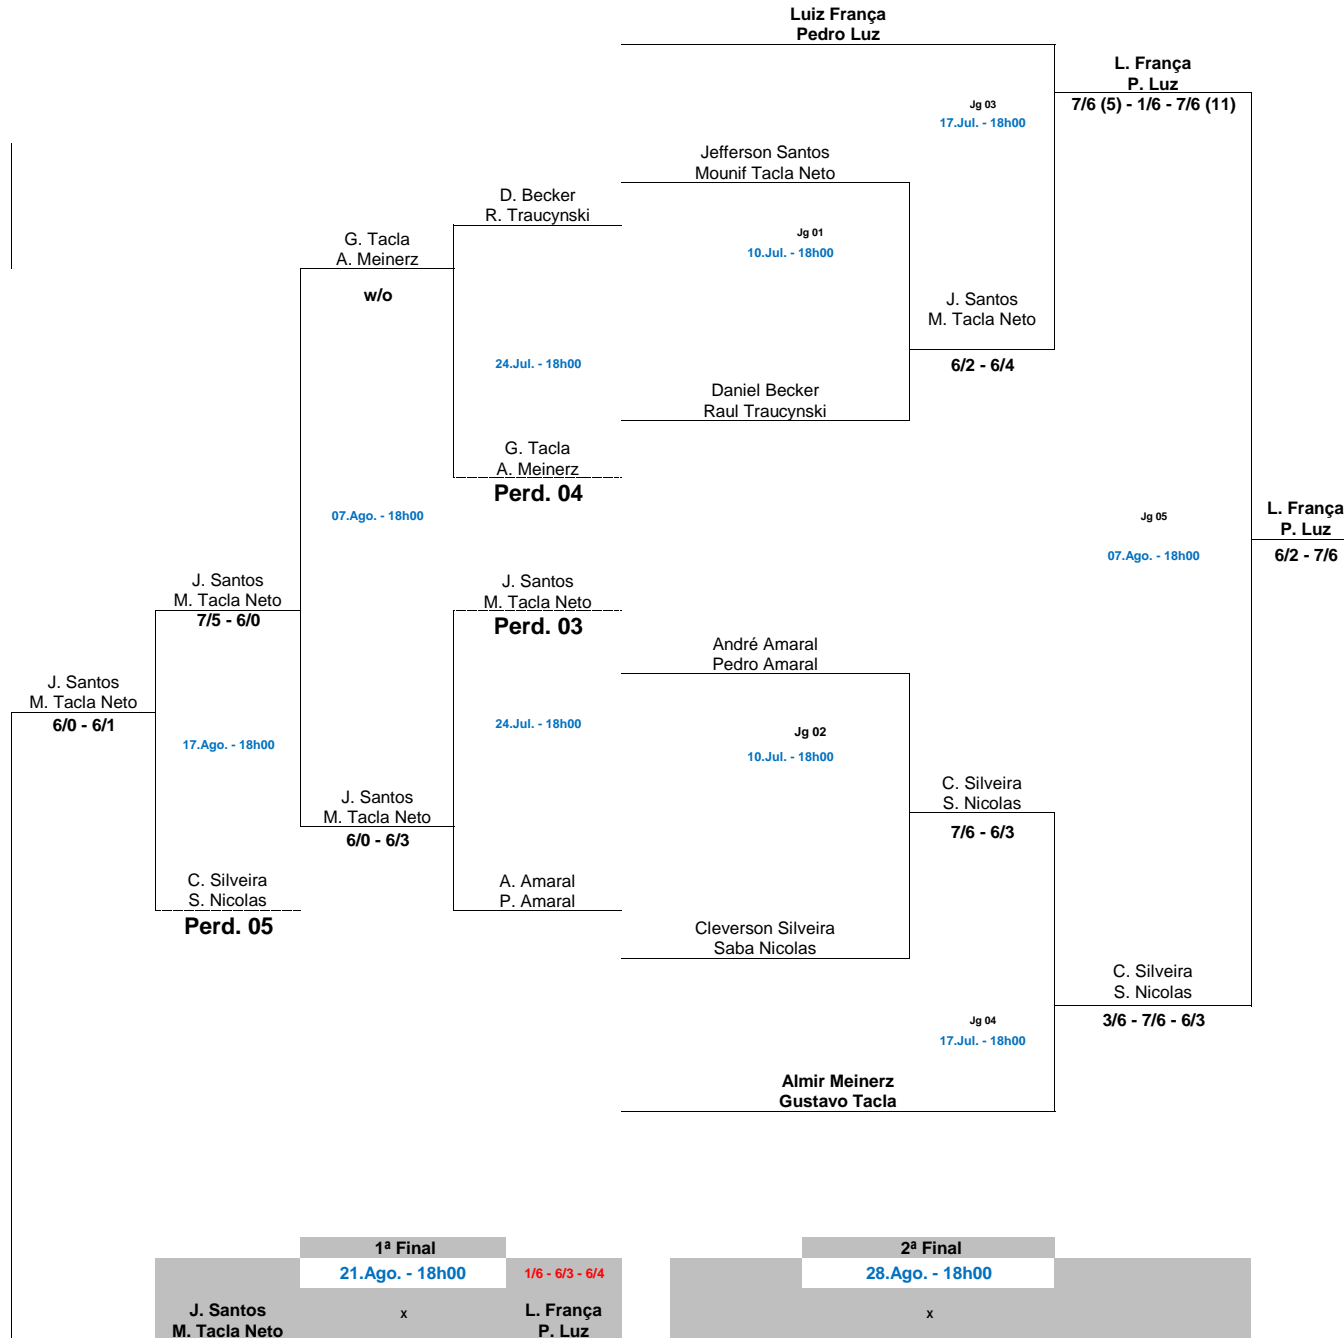 Luiz França
Pedro Luz
L. França
P. Luz
7/6 (5) - 1/6 - 7/6 (11)
Jg 03
17.Jul. - 18h00
Jefferson Santos
Mounif Tacla Neto
D. Becker
R. Traucynski
Jg 01
10.Jul. - 18h00
G. Tacla
A. Meinerz
w/o
J. Santos
M. Tacla Neto
6/2 - 6/4
24.Jul. - 18h00
Daniel Becker
Raul Traucynski
G. Tacla
A. Meinerz
Perd. 04
07.Ago. - 18h00
Jg 05
07.Ago. - 18h00
L. França
P. Luz
6/2 - 7/6
J. Santos
M. Tacla Neto
7/5 - 6/0
J. Santos
M. Tacla Neto
Perd. 03
André Amaral
Pedro Amaral
J. Santos
M. Tacla Neto
6/0 - 6/1
17.Ago. - 18h00
24.Jul. - 18h00
Jg 02
10.Jul. - 18h00
J. Santos
M. Tacla Neto
6/0 - 6/3
C. Silveira
S. Nicolas
7/6 - 6/3
C. Silveira
S. Nicolas
Perd. 05
A. Amaral
P. Amaral
Cleverson Silveira
Saba Nicolas
C. Silveira
S. Nicolas
3/6 - 7/6 - 6/3
Jg 04
17.Jul. - 18h00
Almir Meinerz
Gustavo Tacla
1ª Final
21.Ago. - 18h00
1/6 - 6/3 - 6/4
J. Santos
M. Tacla Neto
x
L. França
P. Luz
2ª Final
28.Ago. - 18h00
x